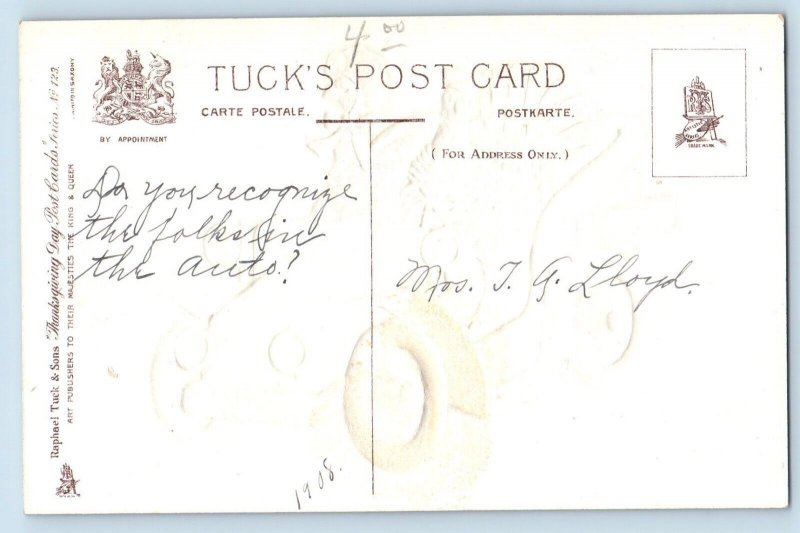 4 00
TUCK'S POST CARD
CARTE POSTALE.
POSTKARTE.
BY APPOINTMENT
(FOR ADDRESS ONLY.)
TRADE MARK
Raphael Tuck & Sons' "Thanksgiving Day Post Cards" Series No 123.
ART PUBLISHERS TO THEIR MAJESTIES THE KING & QUEEN
Do you recognize
the folks in
the auto?
Mrs. T. G. Lloyd.
1908.